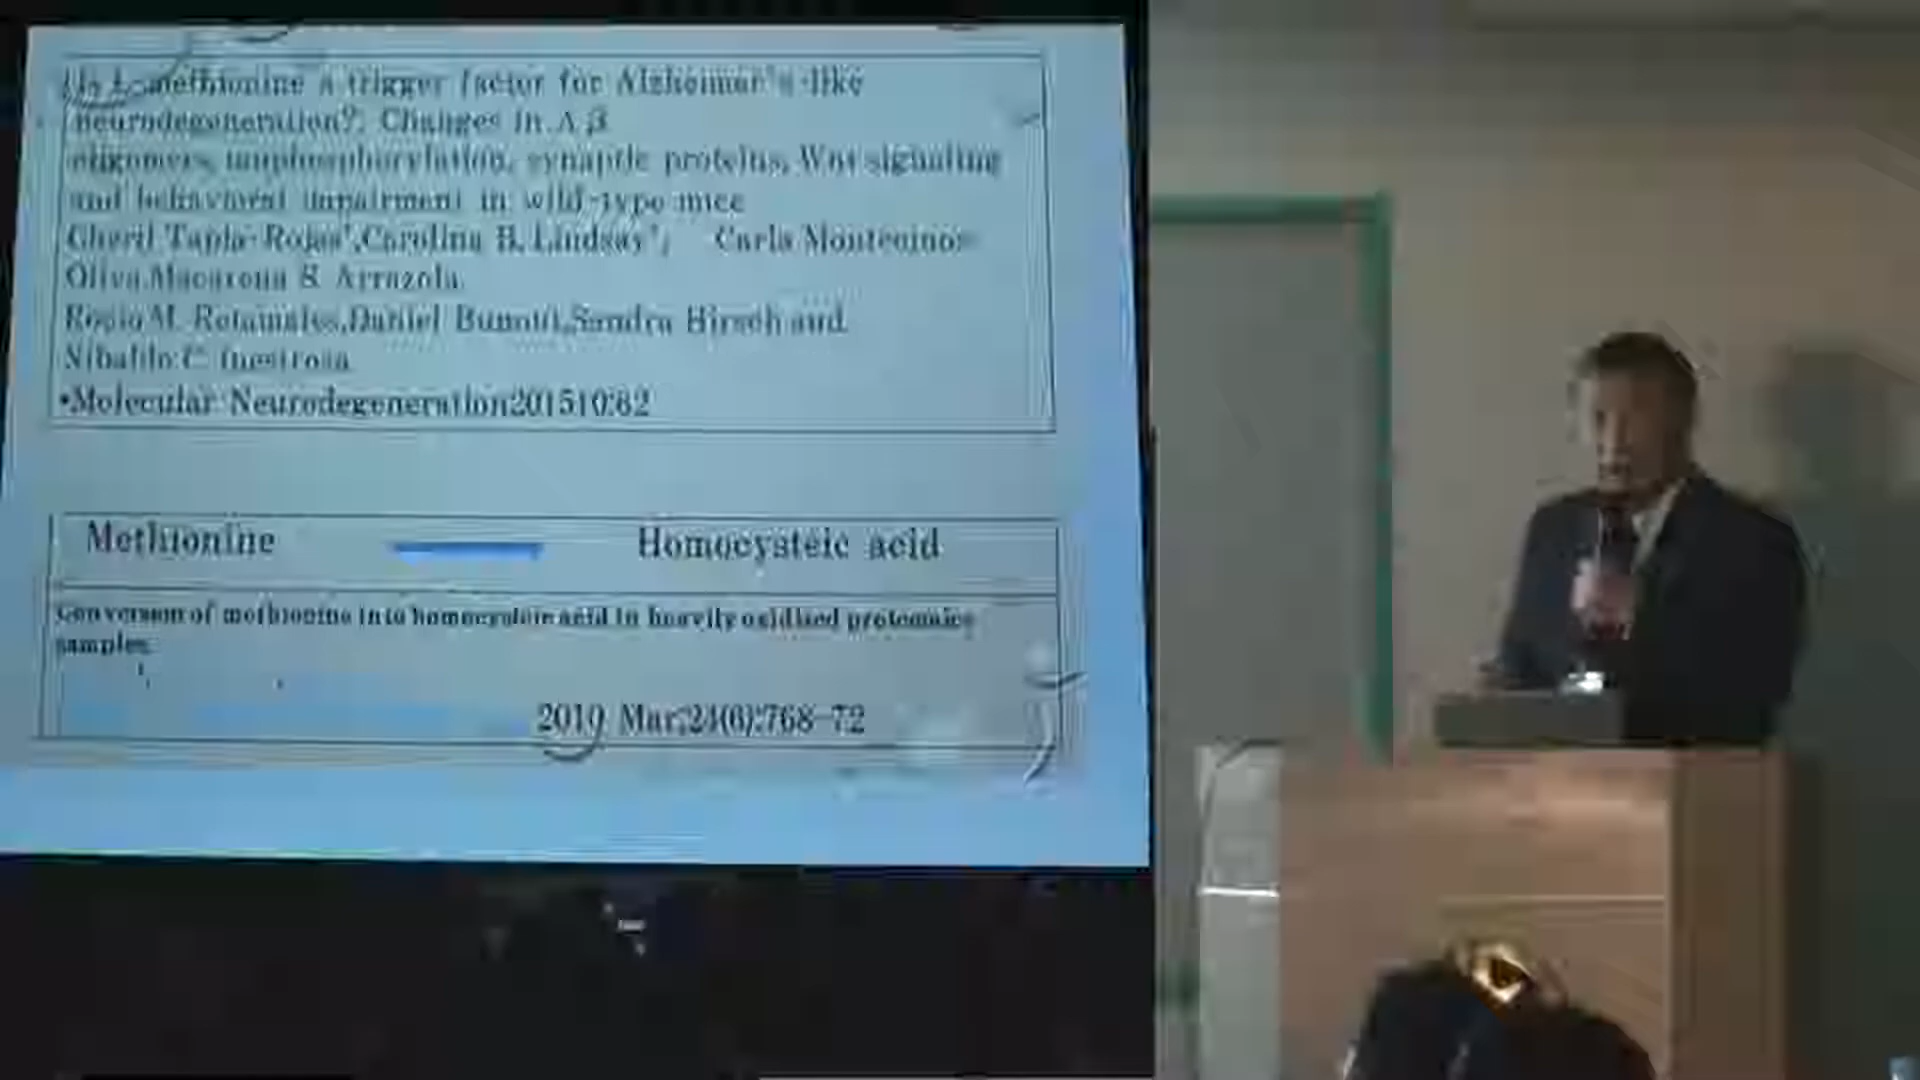 Is L-methionine a trigger factor for Alzheimer's-like
neurodegeneration?: Changes in Aβ
oligomers, tau phosphorylation, synaptic proteins, Wnt signaling
and behavioral impairment in wild-type mice
Cheril Tapia-Rojas, Carolina B. Lindsay, Carla Montecinos-
Oliva, Macarena S. Arrazola,
Rocio M. Retamales, Daniel Bunout, Sandra Hirsch and
Nibaldo C. Inestrosa
•Molecular Neurodegeneration201510:62
Methionine Homocysteic acid
Conversion of methionine into homocysteic acid in heavily oxidized proteomics
samples
2010 Mar;24(6):768-72